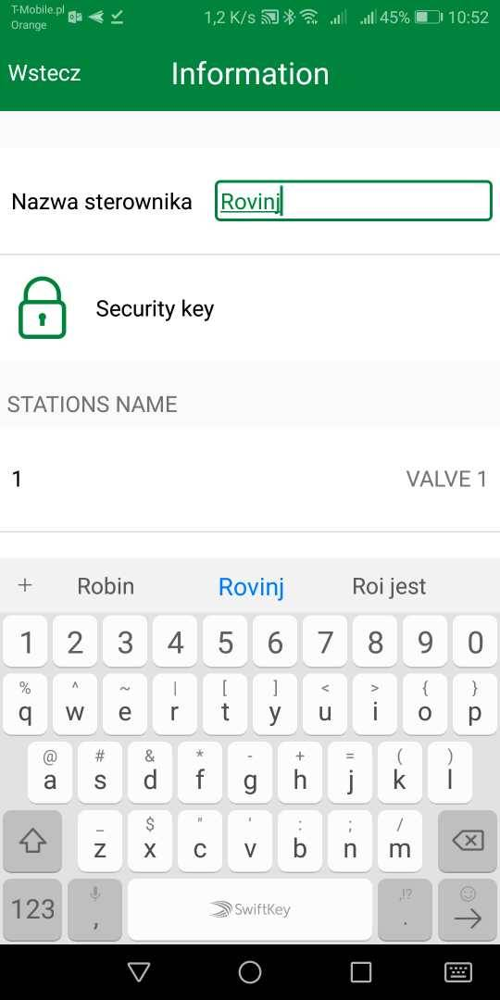 T-Mobile.pl
Orange
1,2 K/s
45%
10:52
Wstecz
Information
Nazwa sterownika
Rovinj
Security key
STATIONS NAME
1
VALVE 1
+ Robin Rovinj Roi jest
1 2 3 4 5 6 7 8 9 0
% ^ ~ | [ ] < > { }
q w e r t y u i o p
@ # & * - + = ( )
a s d f g h j k l
_ $ " ' : ; /
z x c v b n m
,!?
123 , SwiftKey .